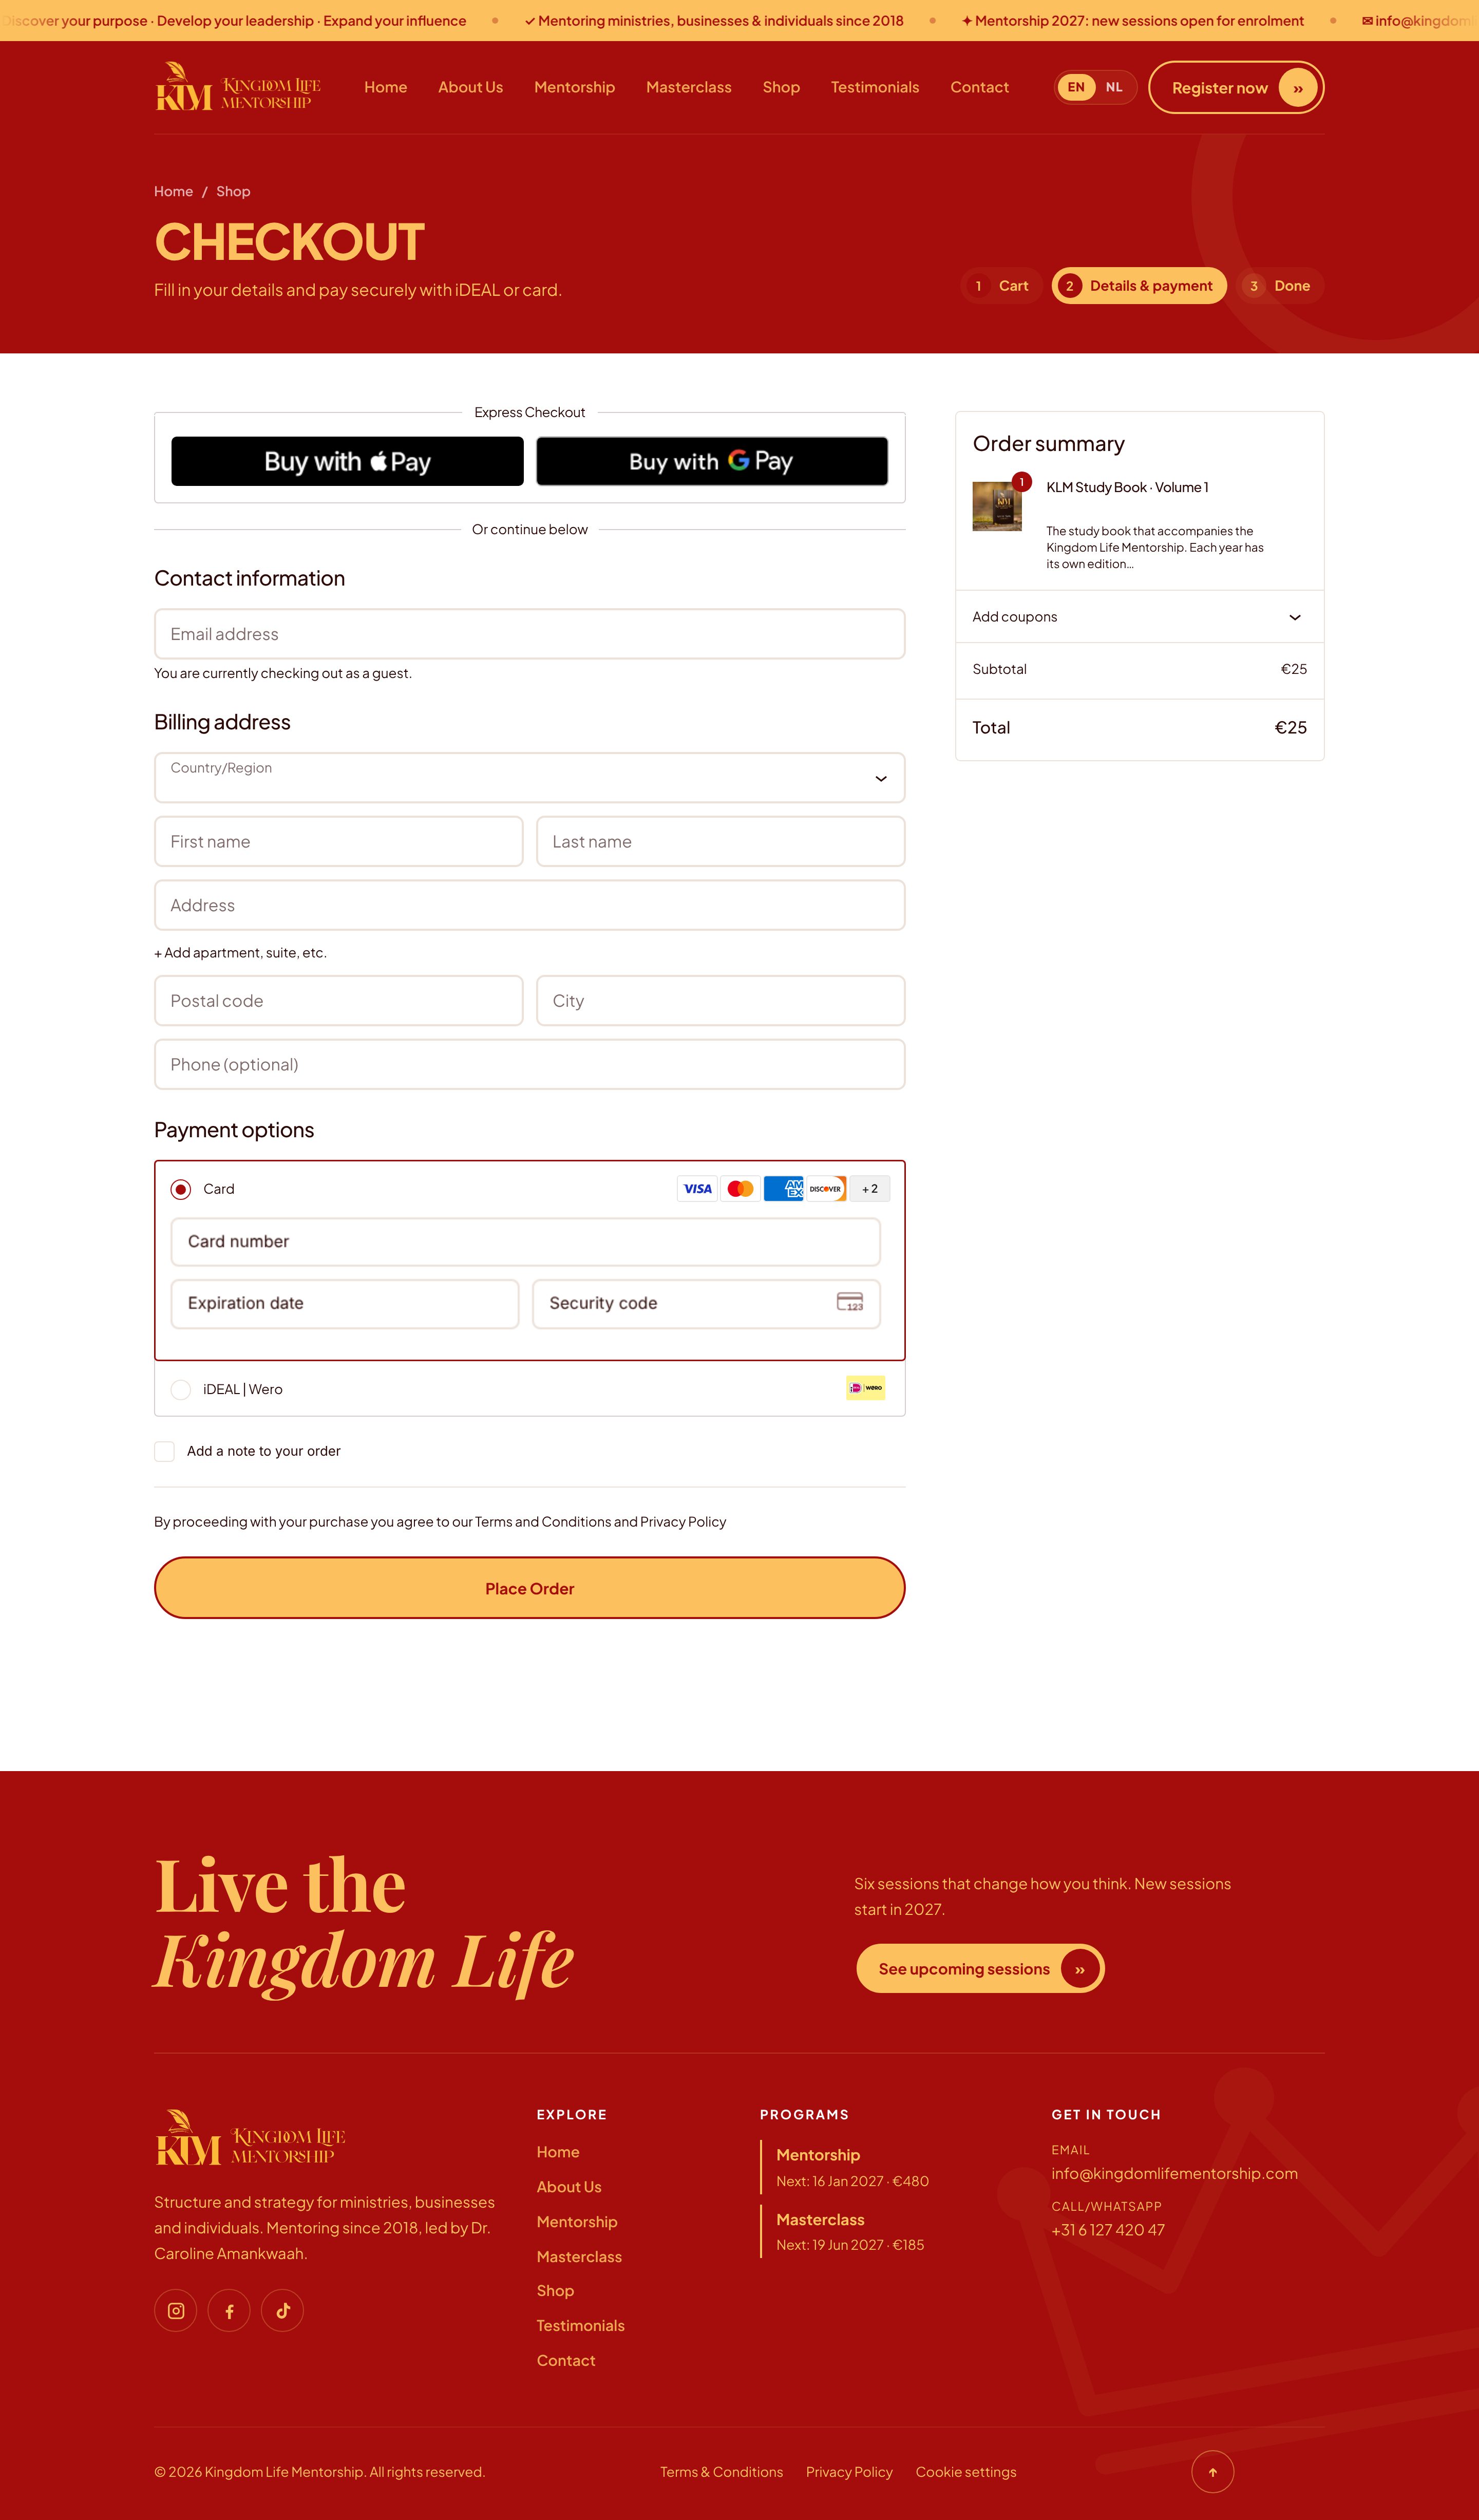 Discover your purpose · Develop your leadership · Expand your influence • ✓ Mentoring ministries, businesses & individuals since 2018 • ✦ Mentorship 2027: new sessions open for enrolment • ✉ info@kingdom
KLM KINGDOM LIFE
MENTORSHIP
Home About Us Mentorship Masterclass Shop Testimonials Contact
EN NL
Register now »
Home / Shop
CHECKOUT
Fill in your details and pay securely with iDEAL or card.
1 Cart 2 Details & payment 3 Done
Express Checkout
Buy with Pay Buy with G Pay
Or continue below
Contact information
Email address
You are currently checking out as a guest.
Billing address
Country/Region
First name Last name
Address
+ Add apartment, suite, etc.
Postal code City
Phone (optional)
Payment options
Card VISA AMEX DISCOVER + 2
Card number
Expiration date Security code 123
iDEAL | Wero wero
Add a note to your order
By proceeding with your purchase you agree to our Terms and Conditions and Privacy Policy
Place Order
Order summary
1
KLM Study Book · Volume 1
The study book that accompanies the
Kingdom Life Mentorship. Each year has
its own edition…
Add coupons
Subtotal €25
Total €25
Live the
Kingdom Life
Six sessions that change how you think. New sessions
start in 2027.
See upcoming sessions »
KLM KINGDOM LIFE
MENTORSHIP
Structure and strategy for ministries, businesses
and individuals. Mentoring since 2018, led by Dr.
Caroline Amankwaah.
EXPLORE
Home
About Us
Mentorship
Masterclass
Shop
Testimonials
Contact
PROGRAMS
Mentorship
Next: 16 Jan 2027 · €480
Masterclass
Next: 19 Jun 2027 · €185
GET IN TOUCH
EMAIL
info@kingdomlifementorship.com
CALL/WHATSAPP
+31 6 127 420 47
© 2026 Kingdom Life Mentorship. All rights reserved.
Terms & Conditions Privacy Policy Cookie settings